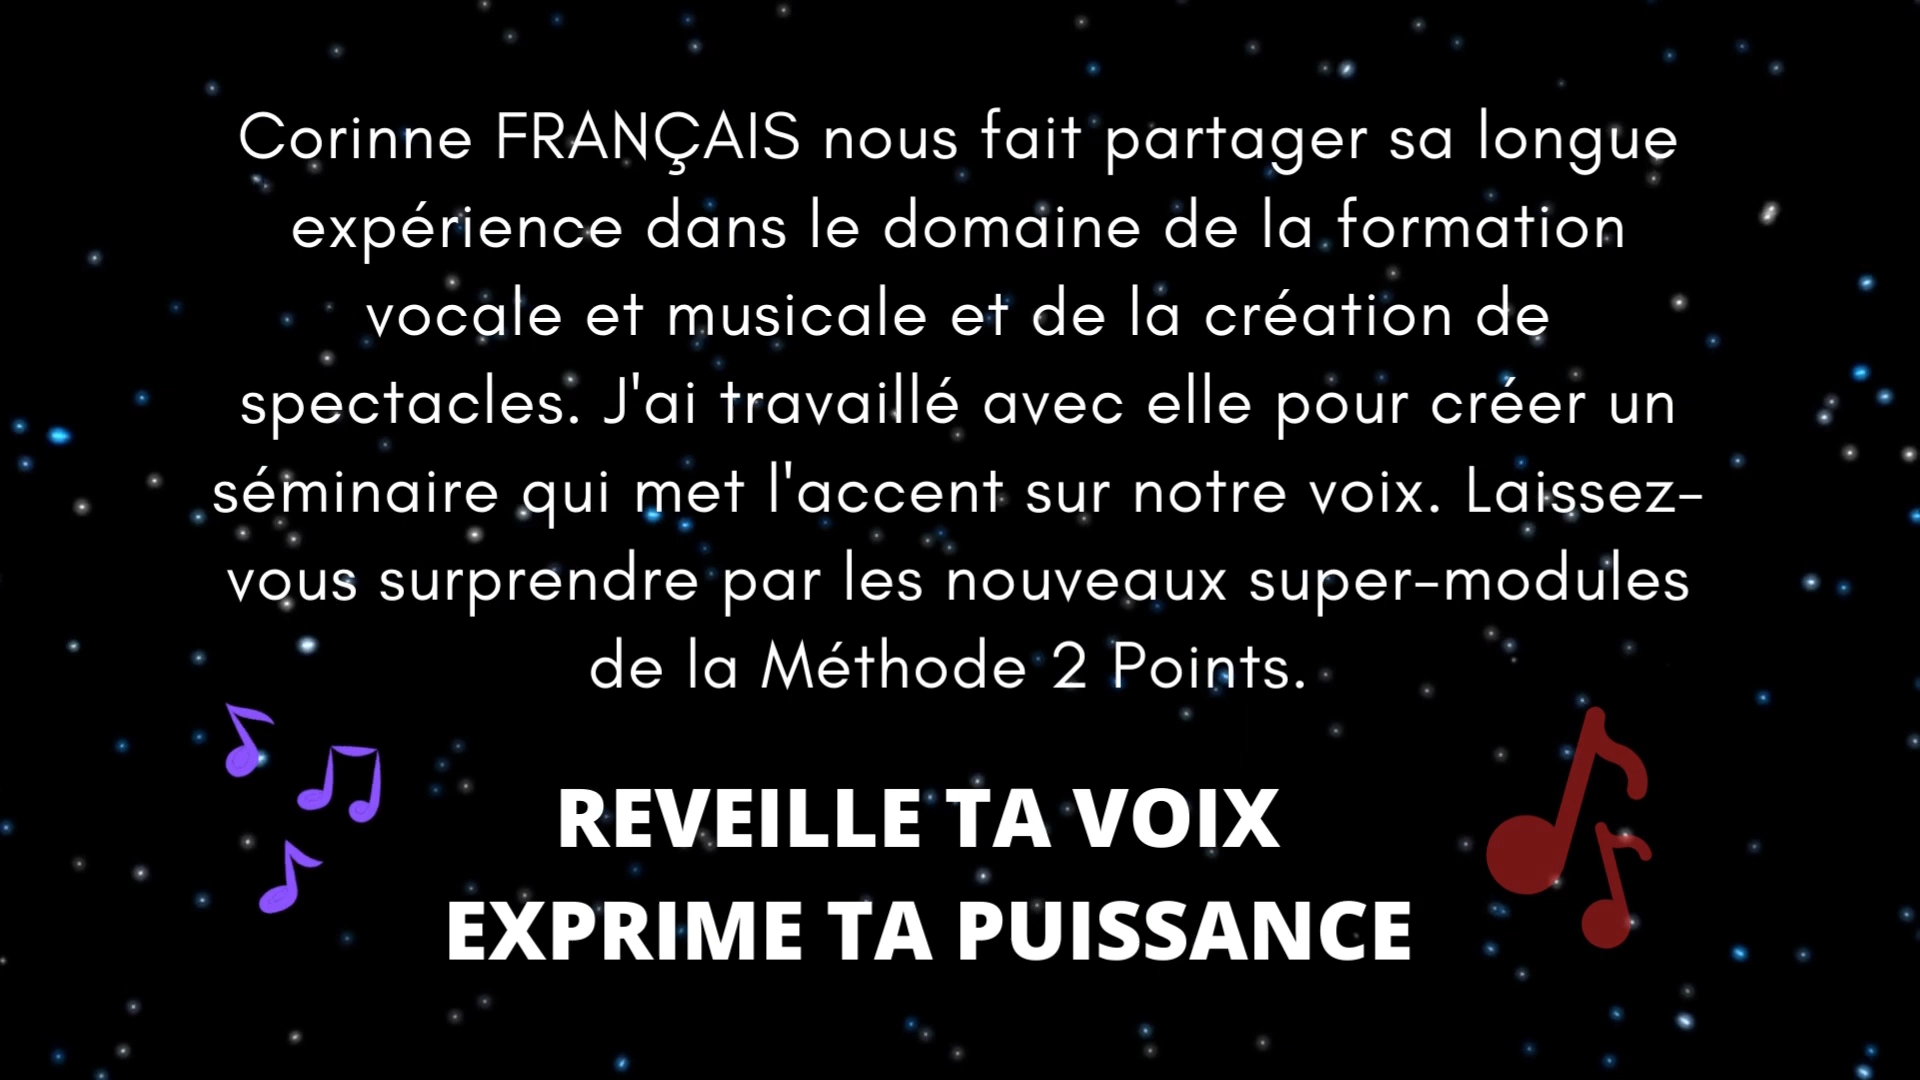 Corinne FRANÇAIS nous fait partager sa longue
expérience dans le domaine de la formation
vocale et musicale et de la création de
spectacles. J'ai travaillé avec elle pour créer un
séminaire qui met l'accent sur notre voix. Laissez-
vous surprendre par les nouveaux super-modules
de la Méthode 2 Points.
REVEILLE TA VOIX
EXPRIME TA PUISSANCE